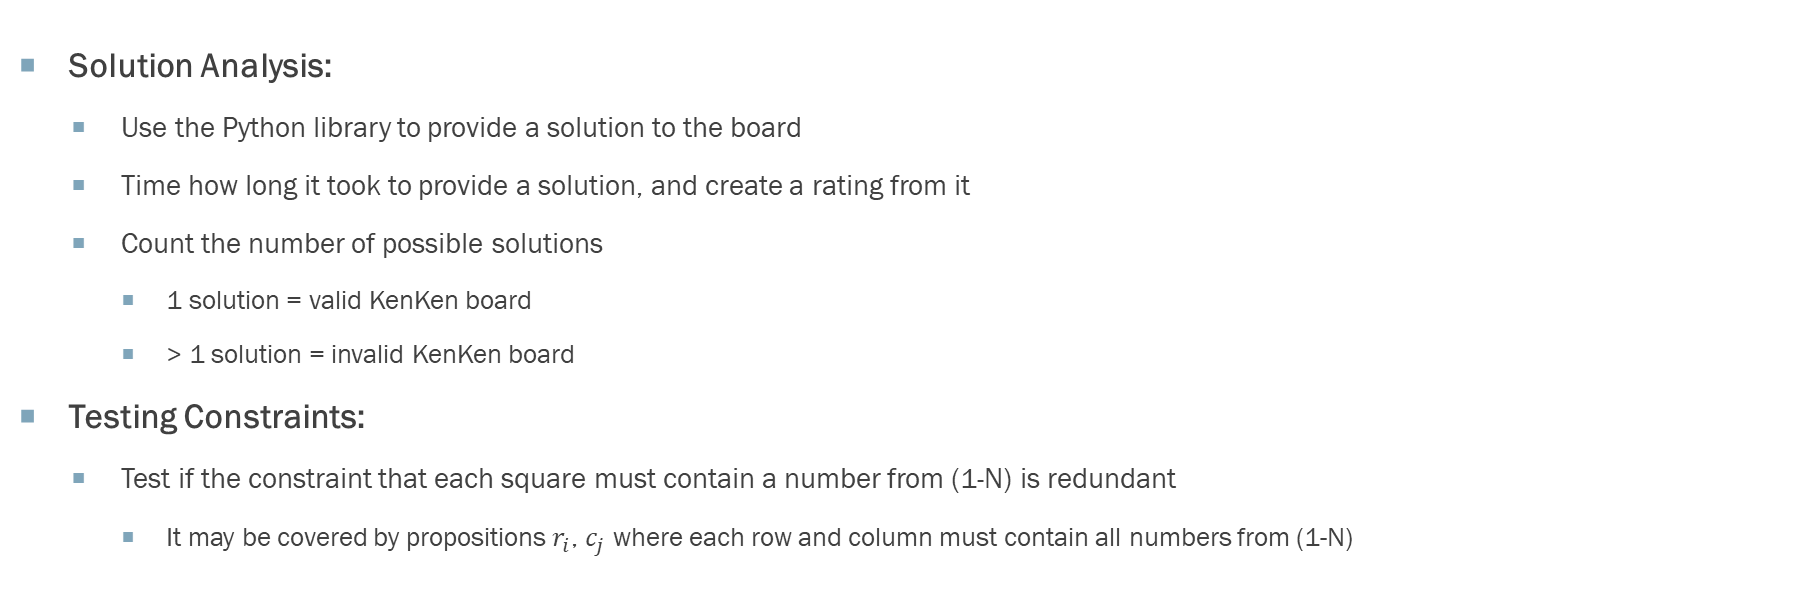 Solution Analysis:
Use the Python library to provide a solution to the board
Time how long it took to provide a solution, and create a rating from it
Count the number of possible solutions
1 solution = valid KenKen board
> 1 solution = invalid KenKen board
Testing Constraints:
Test if the constraint that each square must contain a number from (1-N) is redundant
It may be covered by propositions rᵢ, cⱼ where each row and column must contain all numbers from (1-N)